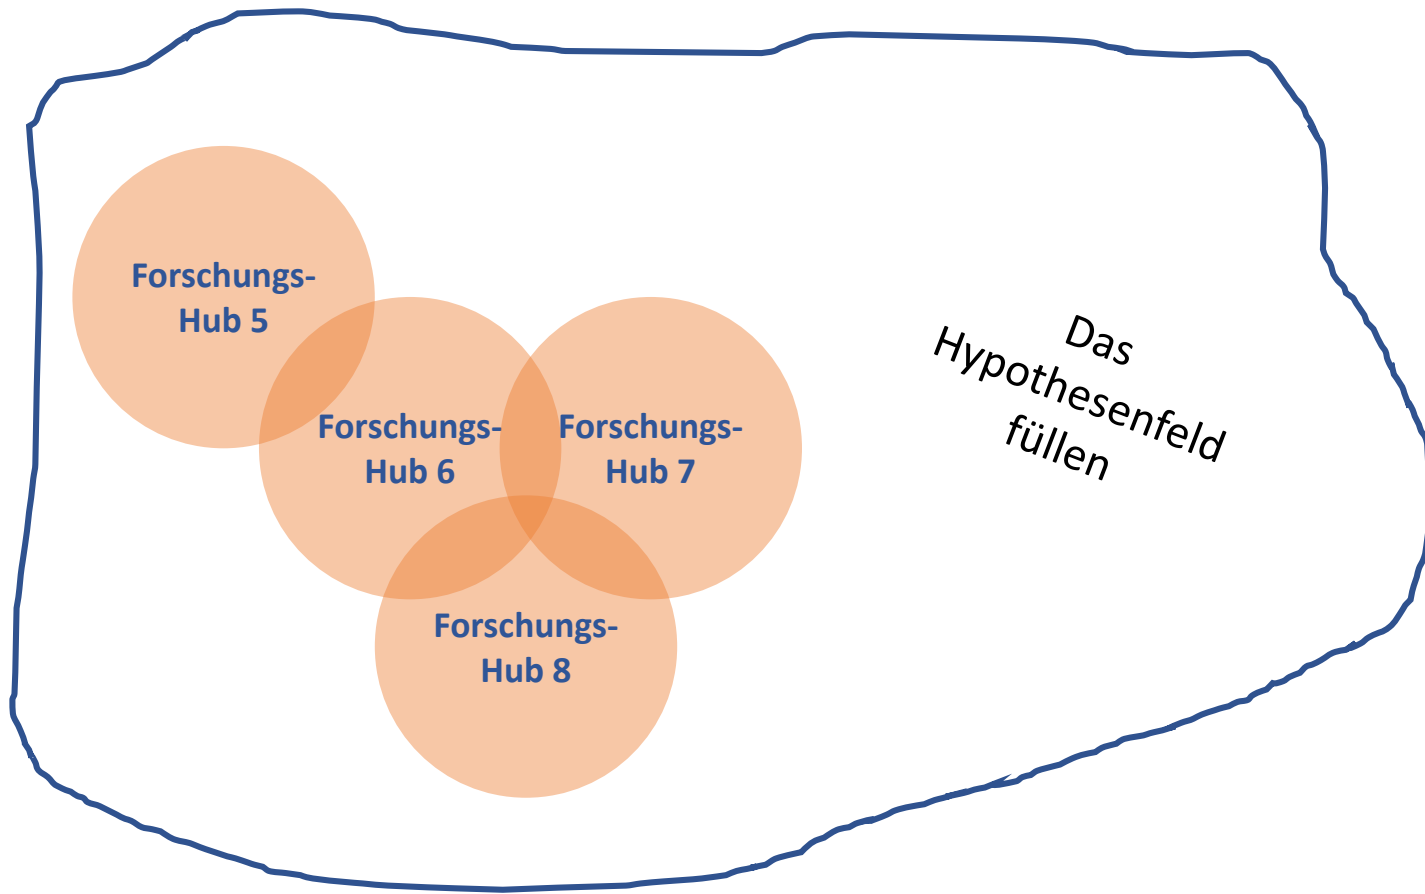 Forschungs-
Hub 5
Forschungs-
Hub 6
Forschungs-
Hub 7
Forschungs-
Hub 8
Das
Hypothesenfeld
füllen